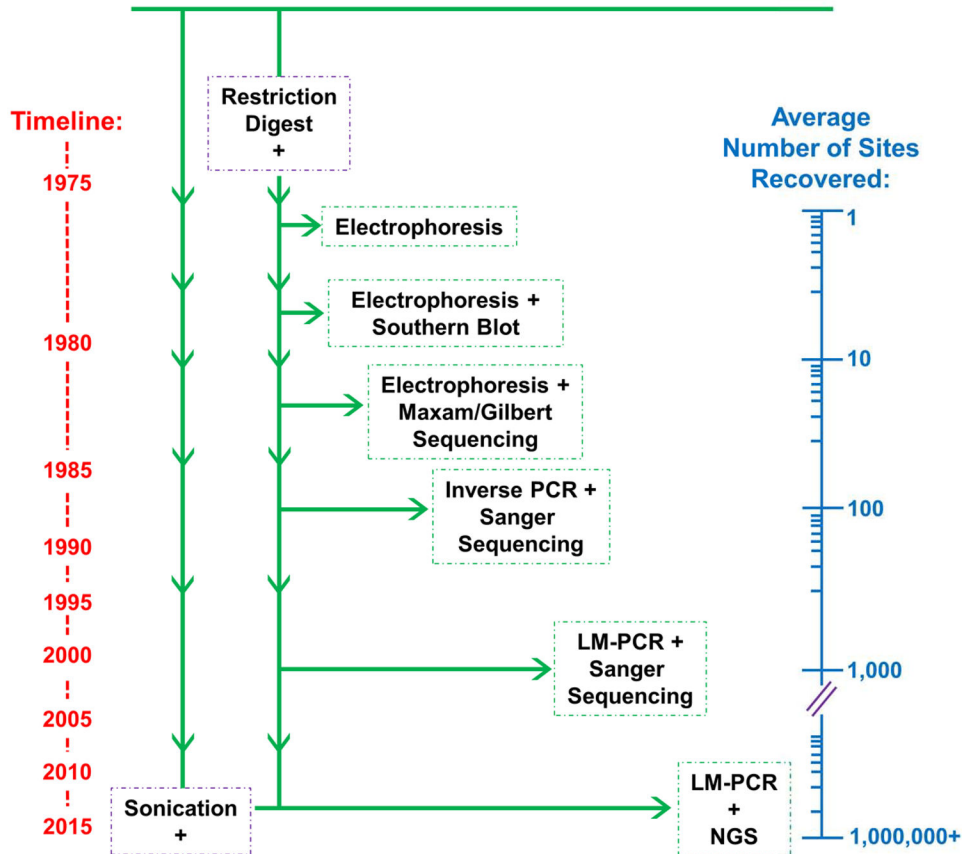 Restriction
Digest
+
Timeline:
1975
1980
1985
1990
1995
2000
2005
2010
2015
Electrophoresis
Electrophoresis +
Southern Blot
Electrophoresis +
Maxam/Gilbert
Sequencing
Inverse PCR +
Sanger
Sequencing
LM-PCR +
Sanger
Sequencing
Sonication
+
LM-PCR
+
NGS
Average
Number of Sites
Recovered:
1
10
100
1,000
1,000,000+